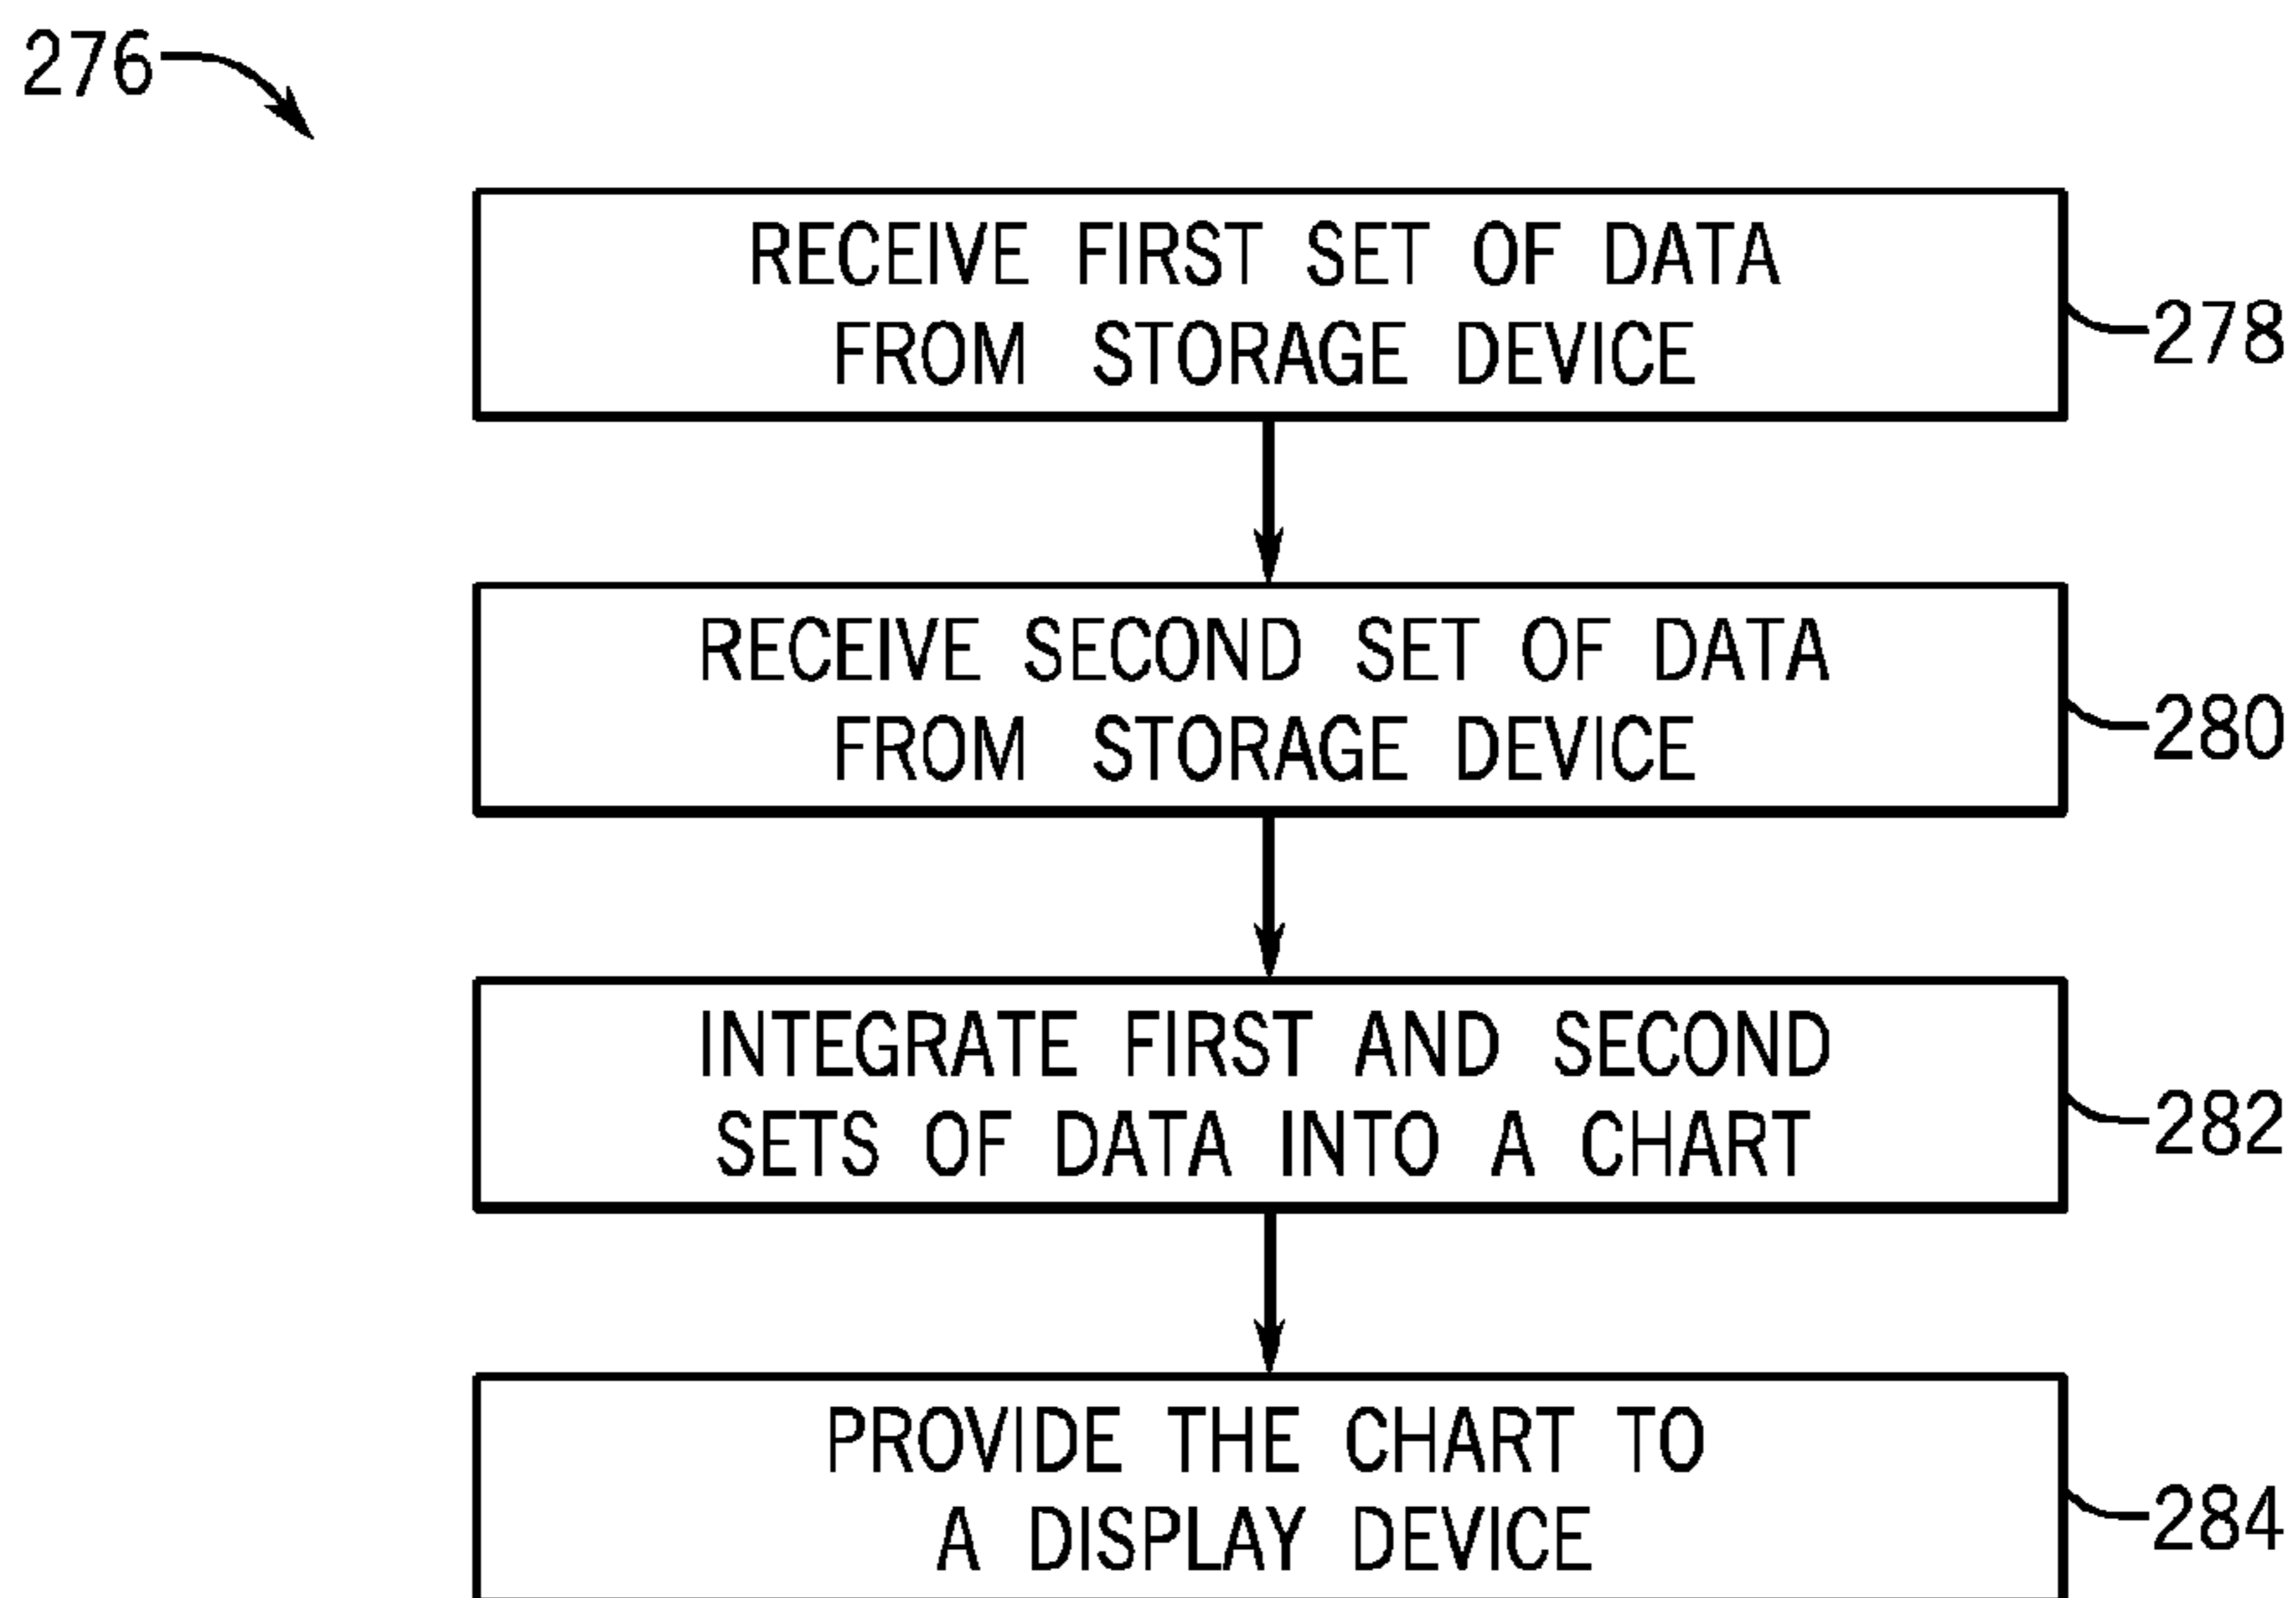 276
RECEIVE FIRST SET OF DATA
FROM STORAGE DEVICE
278
RECEIVE SECOND SET OF DATA
FROM STORAGE DEVICE
280
INTEGRATE FIRST AND SECOND
SETS OF DATA INTO A CHART
282
PROVIDE THE CHART TO
A DISPLAY DEVICE
284